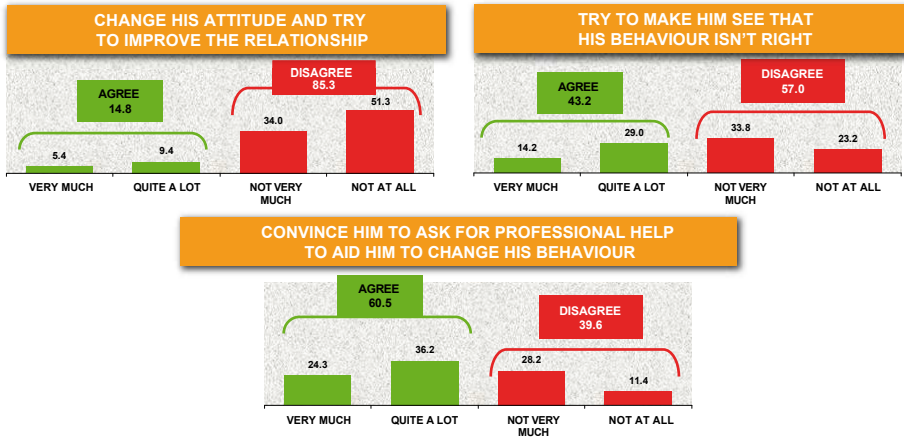 CHANGE HIS ATTITUDE AND TRY
TO IMPROVE THE RELATIONSHIP
AGREE
14.8
DISAGREE
85.3
5.4
9.4
34.0
51.3
VERY MUCH
QUITE A LOT
NOT VERY
MUCH
NOT AT ALL
TRY TO MAKE HIM SEE THAT
HIS BEHAVIOUR ISN'T RIGHT
AGREE
43.2
DISAGREE
57.0
14.2
29.0
33.8
23.2
VERY MUCH
QUITE A LOT
NOT VERY
MUCH
NOT AT ALL
CONVINCE HIM TO ASK FOR PROFESSIONAL HELP
TO AID HIM TO CHANGE HIS BEHAVIOUR
AGREE
60.5
DISAGREE
39.6
24.3
36.2
28.2
11.4
VERY MUCH
QUITE A LOT
NOT VERY
MUCH
NOT AT ALL